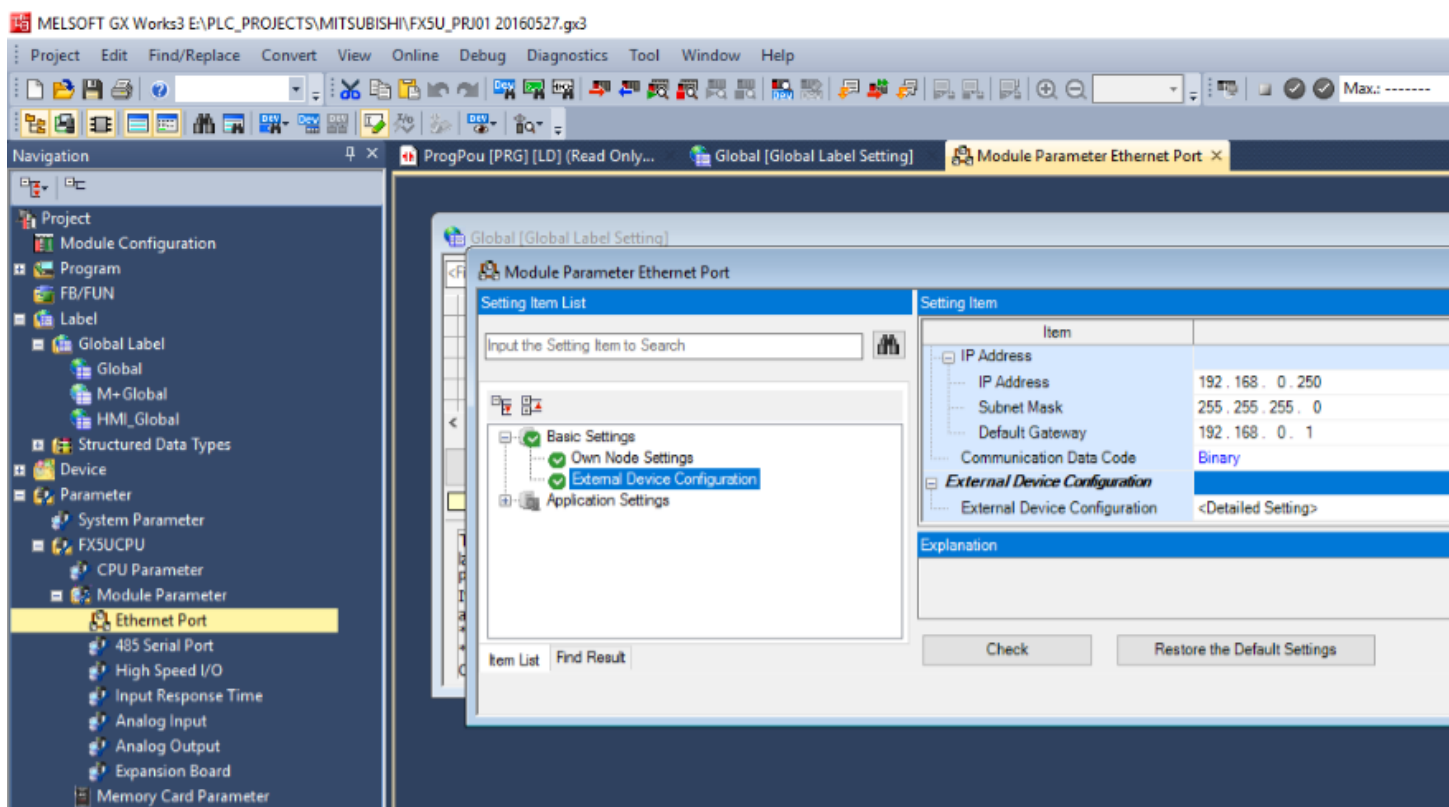 MELSOFT GX Works3 E:\PLC_PROJECTS\MITSUBISHI\FX5U_PRJ01 20160527.gx3
Project Edit Find/Replace Convert View Online Debug Diagnostics Tool Window Help
Max.: -------
Navigation
ProgPou [PRG] [LD] (Read Only...
Global [Global Label Setting]
Module Parameter Ethernet Port
Project
Module Configuration
Program
FB/FUN
Label
Global Label
Global
M+Global
HMI_Global
Structured Data Types
Device
Parameter
System Parameter
FX5UCPU
CPU Parameter
Module Parameter
Ethernet Port
485 Serial Port
High Speed I/O
Input Response Time
Analog Input
Analog Output
Expansion Board
Memory Card Parameter
Global [Global Label Setting]
Module Parameter Ethernet Port
Setting Item List
Input the Setting Item to Search
Basic Settings
Own Node Settings
External Device Configuration
Application Settings
Item List Find Result
Setting Item
Item
IP Address
IP Address 192 . 168 . 0 . 250
Subnet Mask 255 . 255 . 255 . 0
Default Gateway 192 . 168 . 0 . 1
Communication Data Code Binary
External Device Configuration
External Device Configuration <Detailed Setting>
Explanation
Check Restore the Default Settings